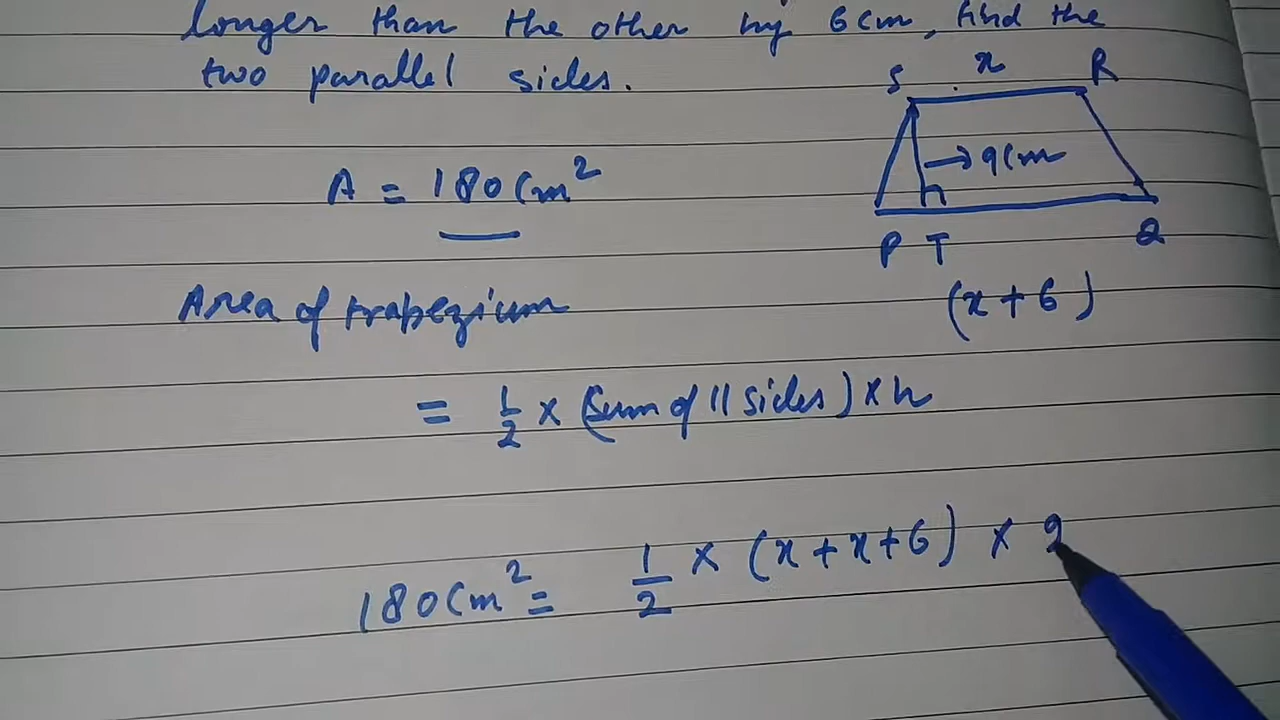 longer than the other by 6cm, find the
two parallel sides.
S x R
→ 9cm
h
P T Q
(x + 6)
A = 180 cm²
Area of trapezium
= 1/2 × (Sum of || sides) × h
180 cm² = 1/2 × (x + x + 6) × 9